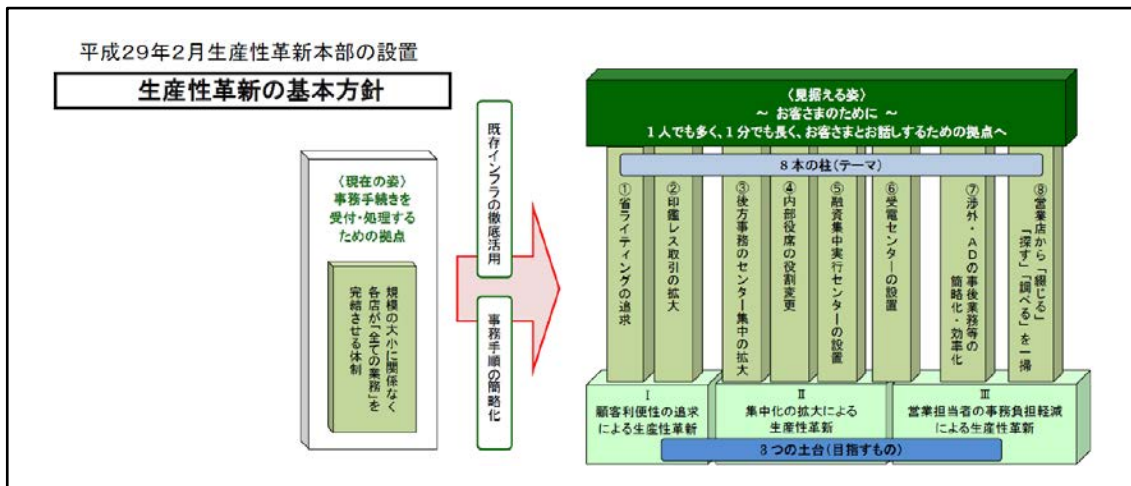 平成29年2月生産性革新本部の設置
生産性革新の基本方針
〈現在の姿〉
事務手続きを
受付・処理する
ための拠点
規模の大小に関係なく
各店が「全ての業務」を
完結させる体制
既存インフラの徹底活用
事務手順の簡略化
〈見据える姿〉
～ お客さまのために ～
1人でも多く、1分でも長く、お客さまとお話しするための拠点へ
8本の柱(テーマ)
①省ライティングの追求
②印鑑レス取引の拡大
③後方事務のセンター集中の拡大
④内部役席の役割変更
⑤融資集中実行センターの設置
⑥受電センターの設置
⑦渉外・ADの事後業務等の
簡略化・効率化
⑧営業店から「綴じる」
「探す」「調べる」を一掃
Ⅰ
顧客利便性の追求
による生産性革新
Ⅱ
集中化の拡大による
生産性革新
Ⅲ
営業担当者の事務負担軽減
による生産性革新
3つの土台(目指すもの)